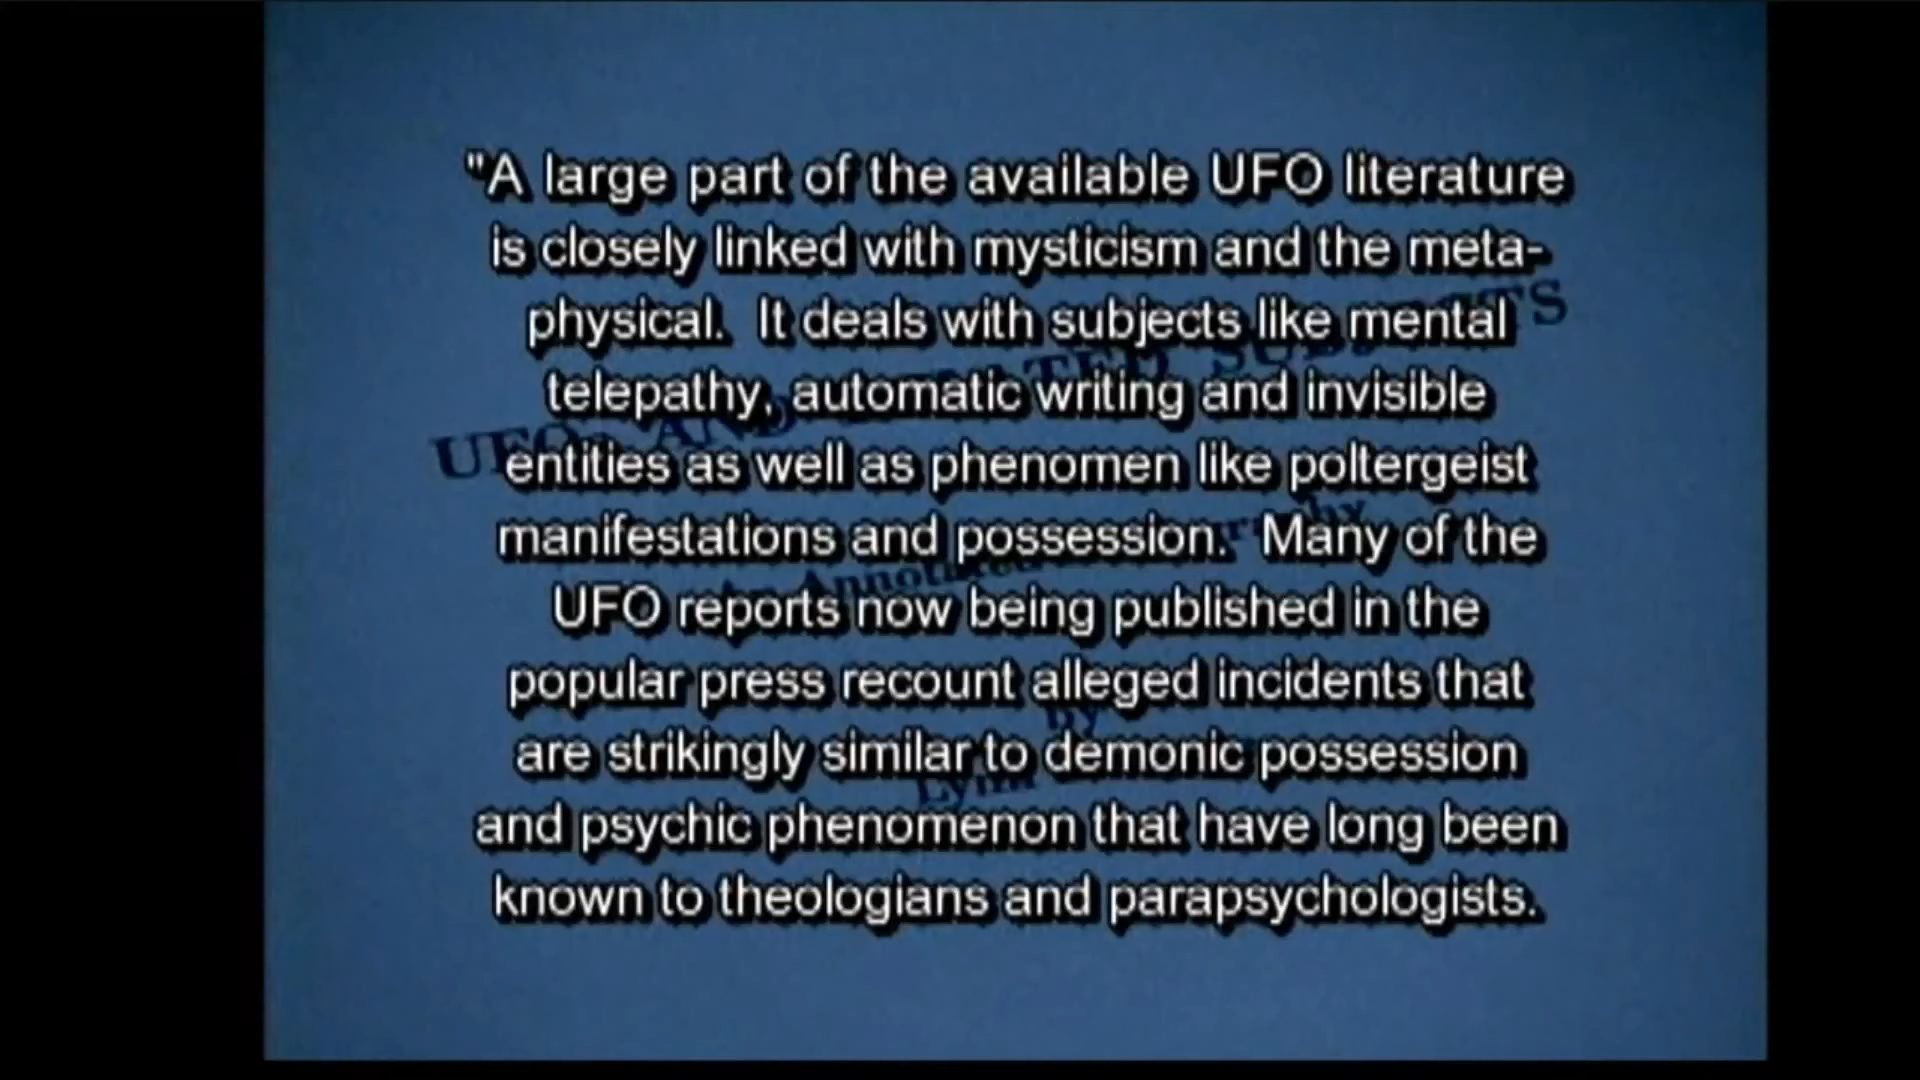 "A large part of the available UFO literature
is closely linked with mysticism and the meta-
physical. It deals with subjects like mental
telepathy, automatic writing and invisible
entities as well as phenomen like poltergeist
manifestations and possession. Many of the
UFO reports now being published in the
popular press recount alleged incidents that
are strikingly similar to demonic possession
and psychic phenomenon that have long been
known to theologians and parapsychologists.
by